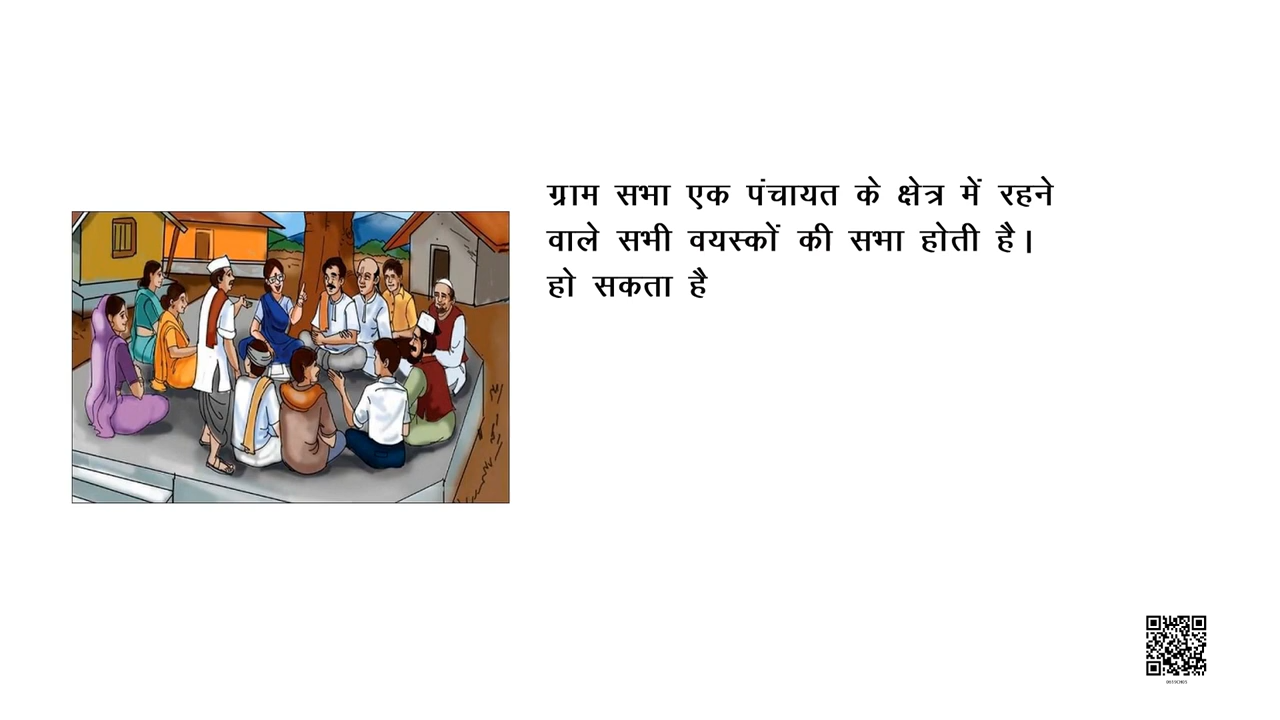 ग्राम सभा एक पंचायत के क्षेत्र में रहने
वाले सभी वयस्कों की सभा होती है।
हो सकता है